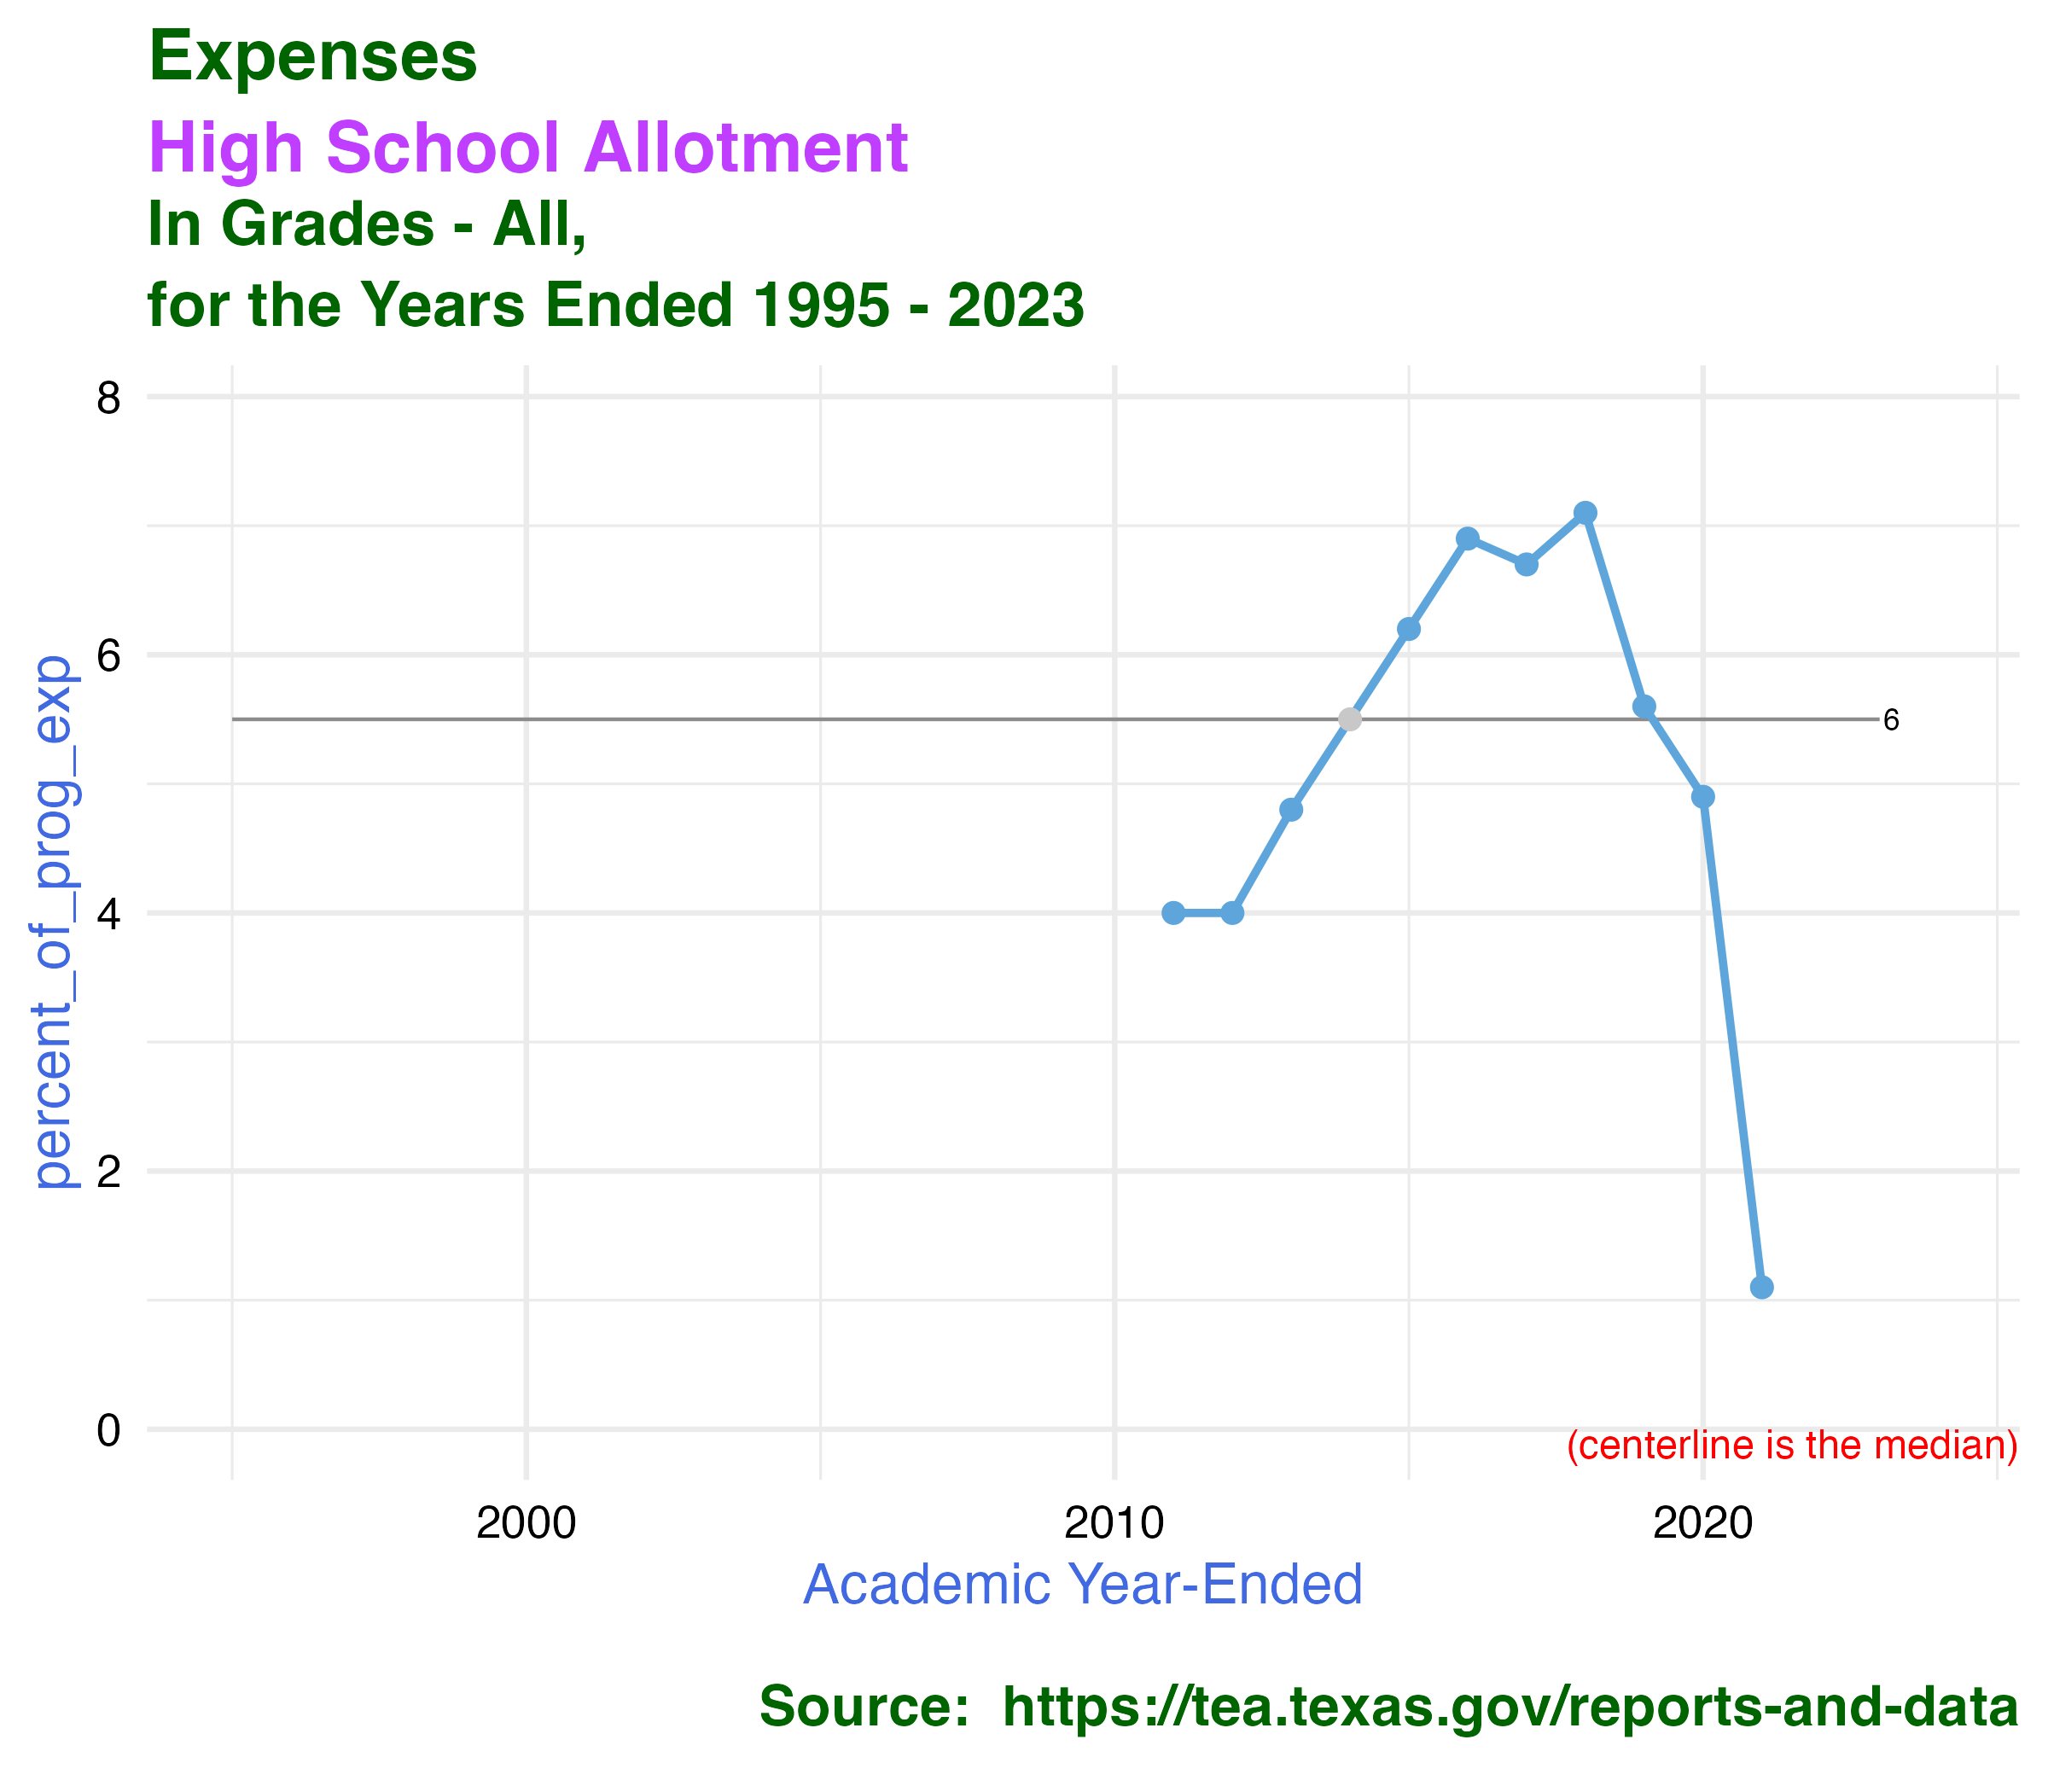 Expenses
High School Allotment
In Grades - All,
for the Years Ended 1995 - 2023
percent_of_prog_exp
8
6
4
2
0
6
(centerline is the median)
2000 2010 2020
Academic Year-Ended
Source: https://tea.texas.gov/reports-and-data